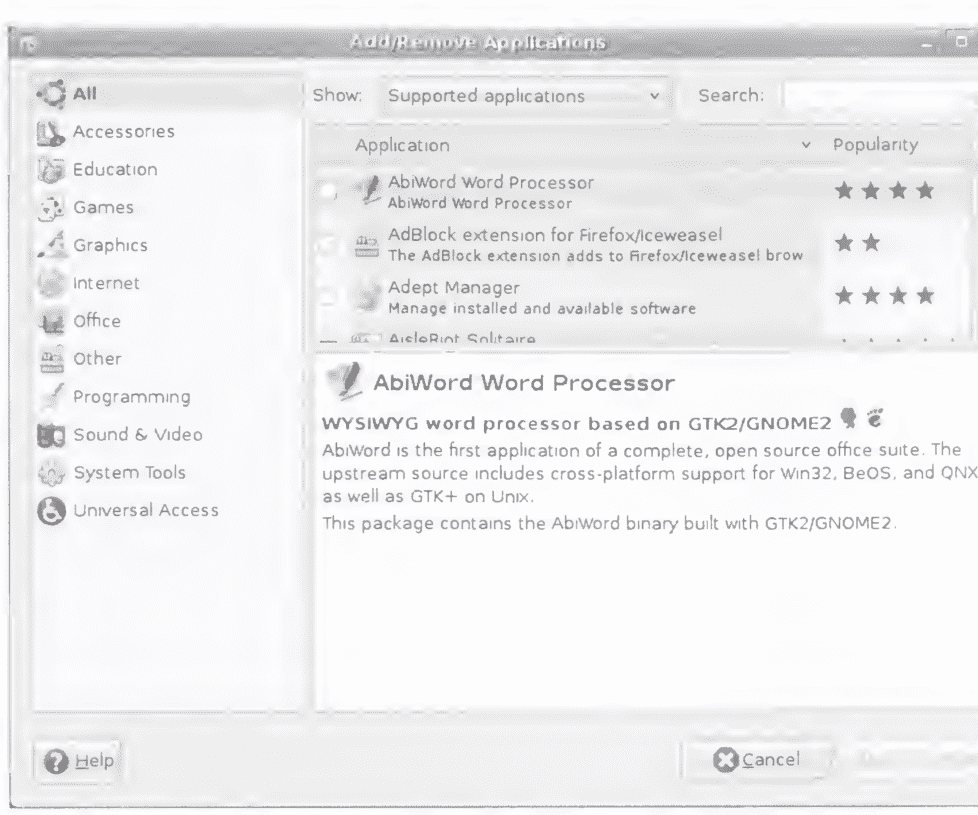 Add/Remove Applications
All
Accessories
Education
Games
Graphics
Internet
Office
Other
Programming
Sound & Video
System Tools
Universal Access
Show: Supported applications Search:
Application Popularity
AbiWord Word Processor
AbiWord Word Processor
AdBlock extension for Firefox/Iceweasel
The AdBlock extension adds to Firefox/Iceweasel brow
Adept Manager
Manage installed and available software
AisleRiot Solitaire
AbiWord Word Processor
WYSIWYG word processor based on GTK2/GNOME2
AbiWord is the first application of a complete, open source office suite. The
upstream source includes cross-platform support for Win32, BeOS, and QNX
as well as GTK+ on Unix.
This package contains the AbiWord binary built with GTK2/GNOME2.
Help Cancel